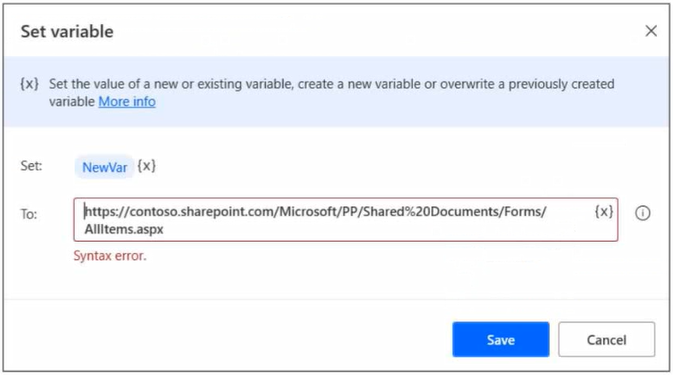 Set variable
{x} Set the value of a new or existing variable, create a new variable or overwrite a previously created
variable More info
Set: NewVar {x}
To: https://contoso.sharepoint.com/Microsoft/PP/Shared%20Documents/Forms/ {x}
AllItems.aspx
Syntax error.
Save Cancel